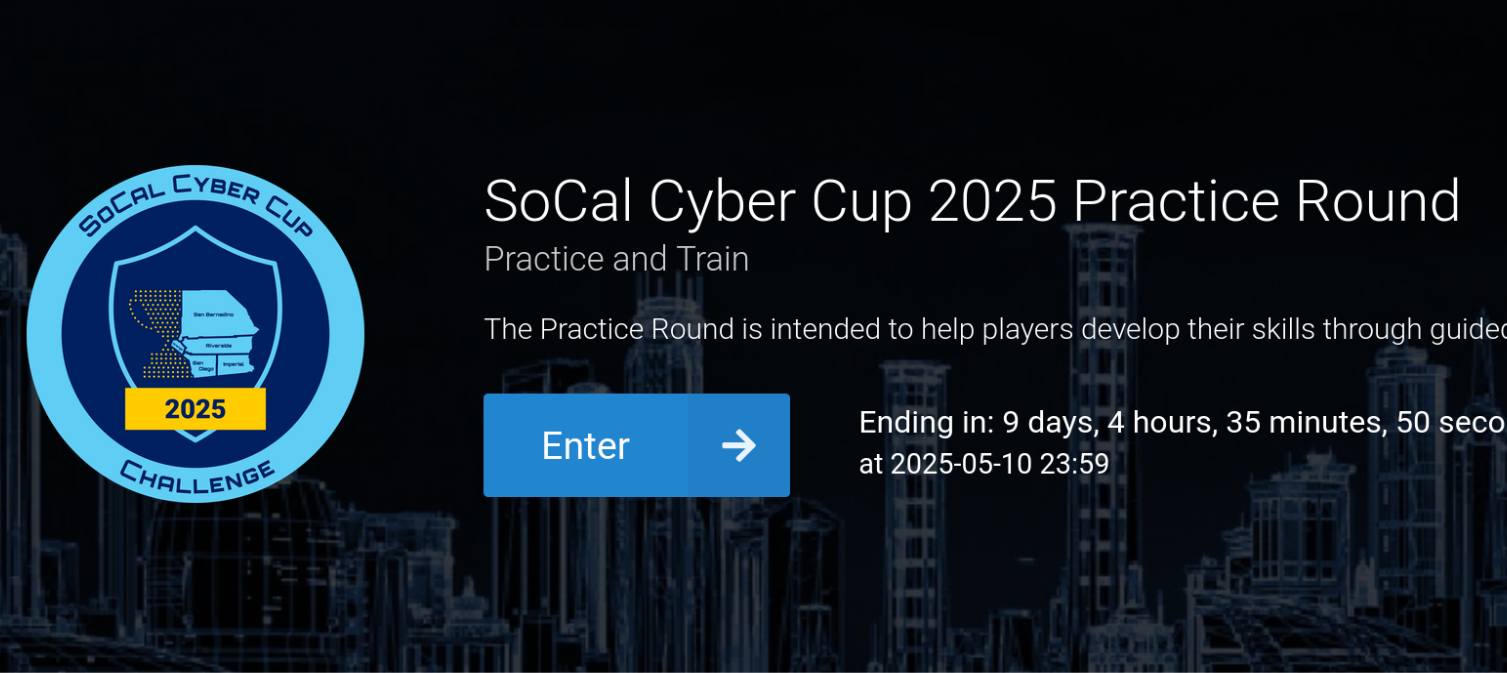 SoCal Cyber Cup
San Bernardino
Riverside
San Diego
Imperial
2025
Challenge
SoCal Cyber Cup 2025 Practice Round
Practice and Train
The Practice Round is intended to help players develop their skills through guided
Enter
Ending in: 9 days, 4 hours, 35 minutes, 50 seco
at 2025-05-10 23:59